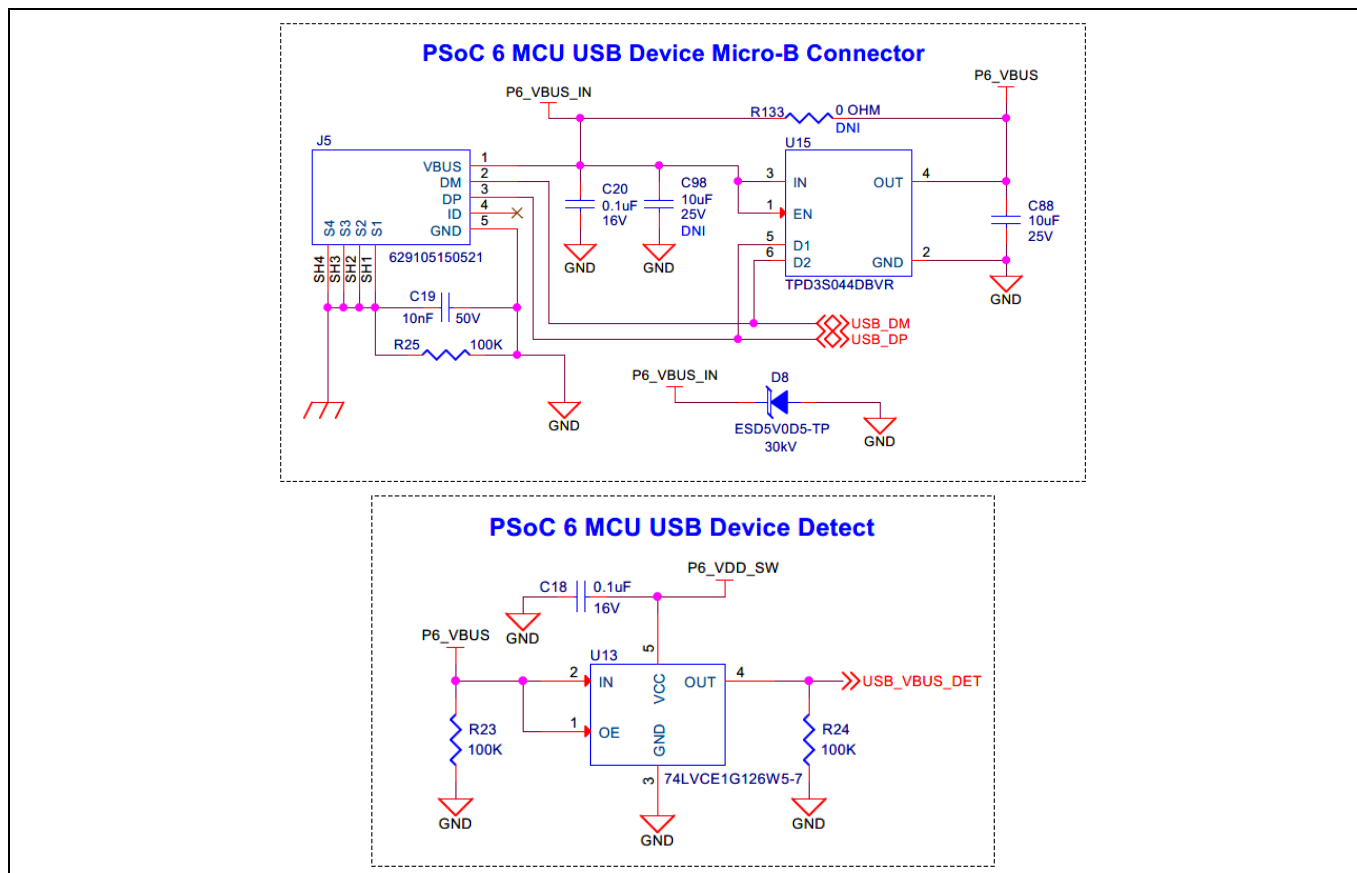 PSoC 6 MCU USB Device Micro-B Connector
P6_VBUS_IN
P6_VBUS
R133
0 OHM
DNI
J5
U15
VBUS 1
DM 2
DP 3
ID 4
GND 5
S4
S3
S2
S1
SH4
SH3
SH2
SH1
629105150521
C20
0.1uF
16V
GND
C98
10uF
25V
DNI
GND
3 IN
1 EN
5 D1
6 D2
OUT 4
GND 2
TPD3S044DBVR
C88
10uF
25V
GND
C19
10nF
50V
R25
100K
GND
USB_DM
USB_DP
P6_VBUS_IN
D8
ESD5V0D5-TP
30kV
GND
PSoC 6 MCU USB Device Detect
P6_VDD_SW
C18
0.1uF
16V
GND
P6_VBUS
U13
5
2 IN
VCC
OUT 4
USB_VBUS_DET
1 OE
GND
3
74LVCE1G126W5-7
R23
100K
R24
100K
GND
GND
GND